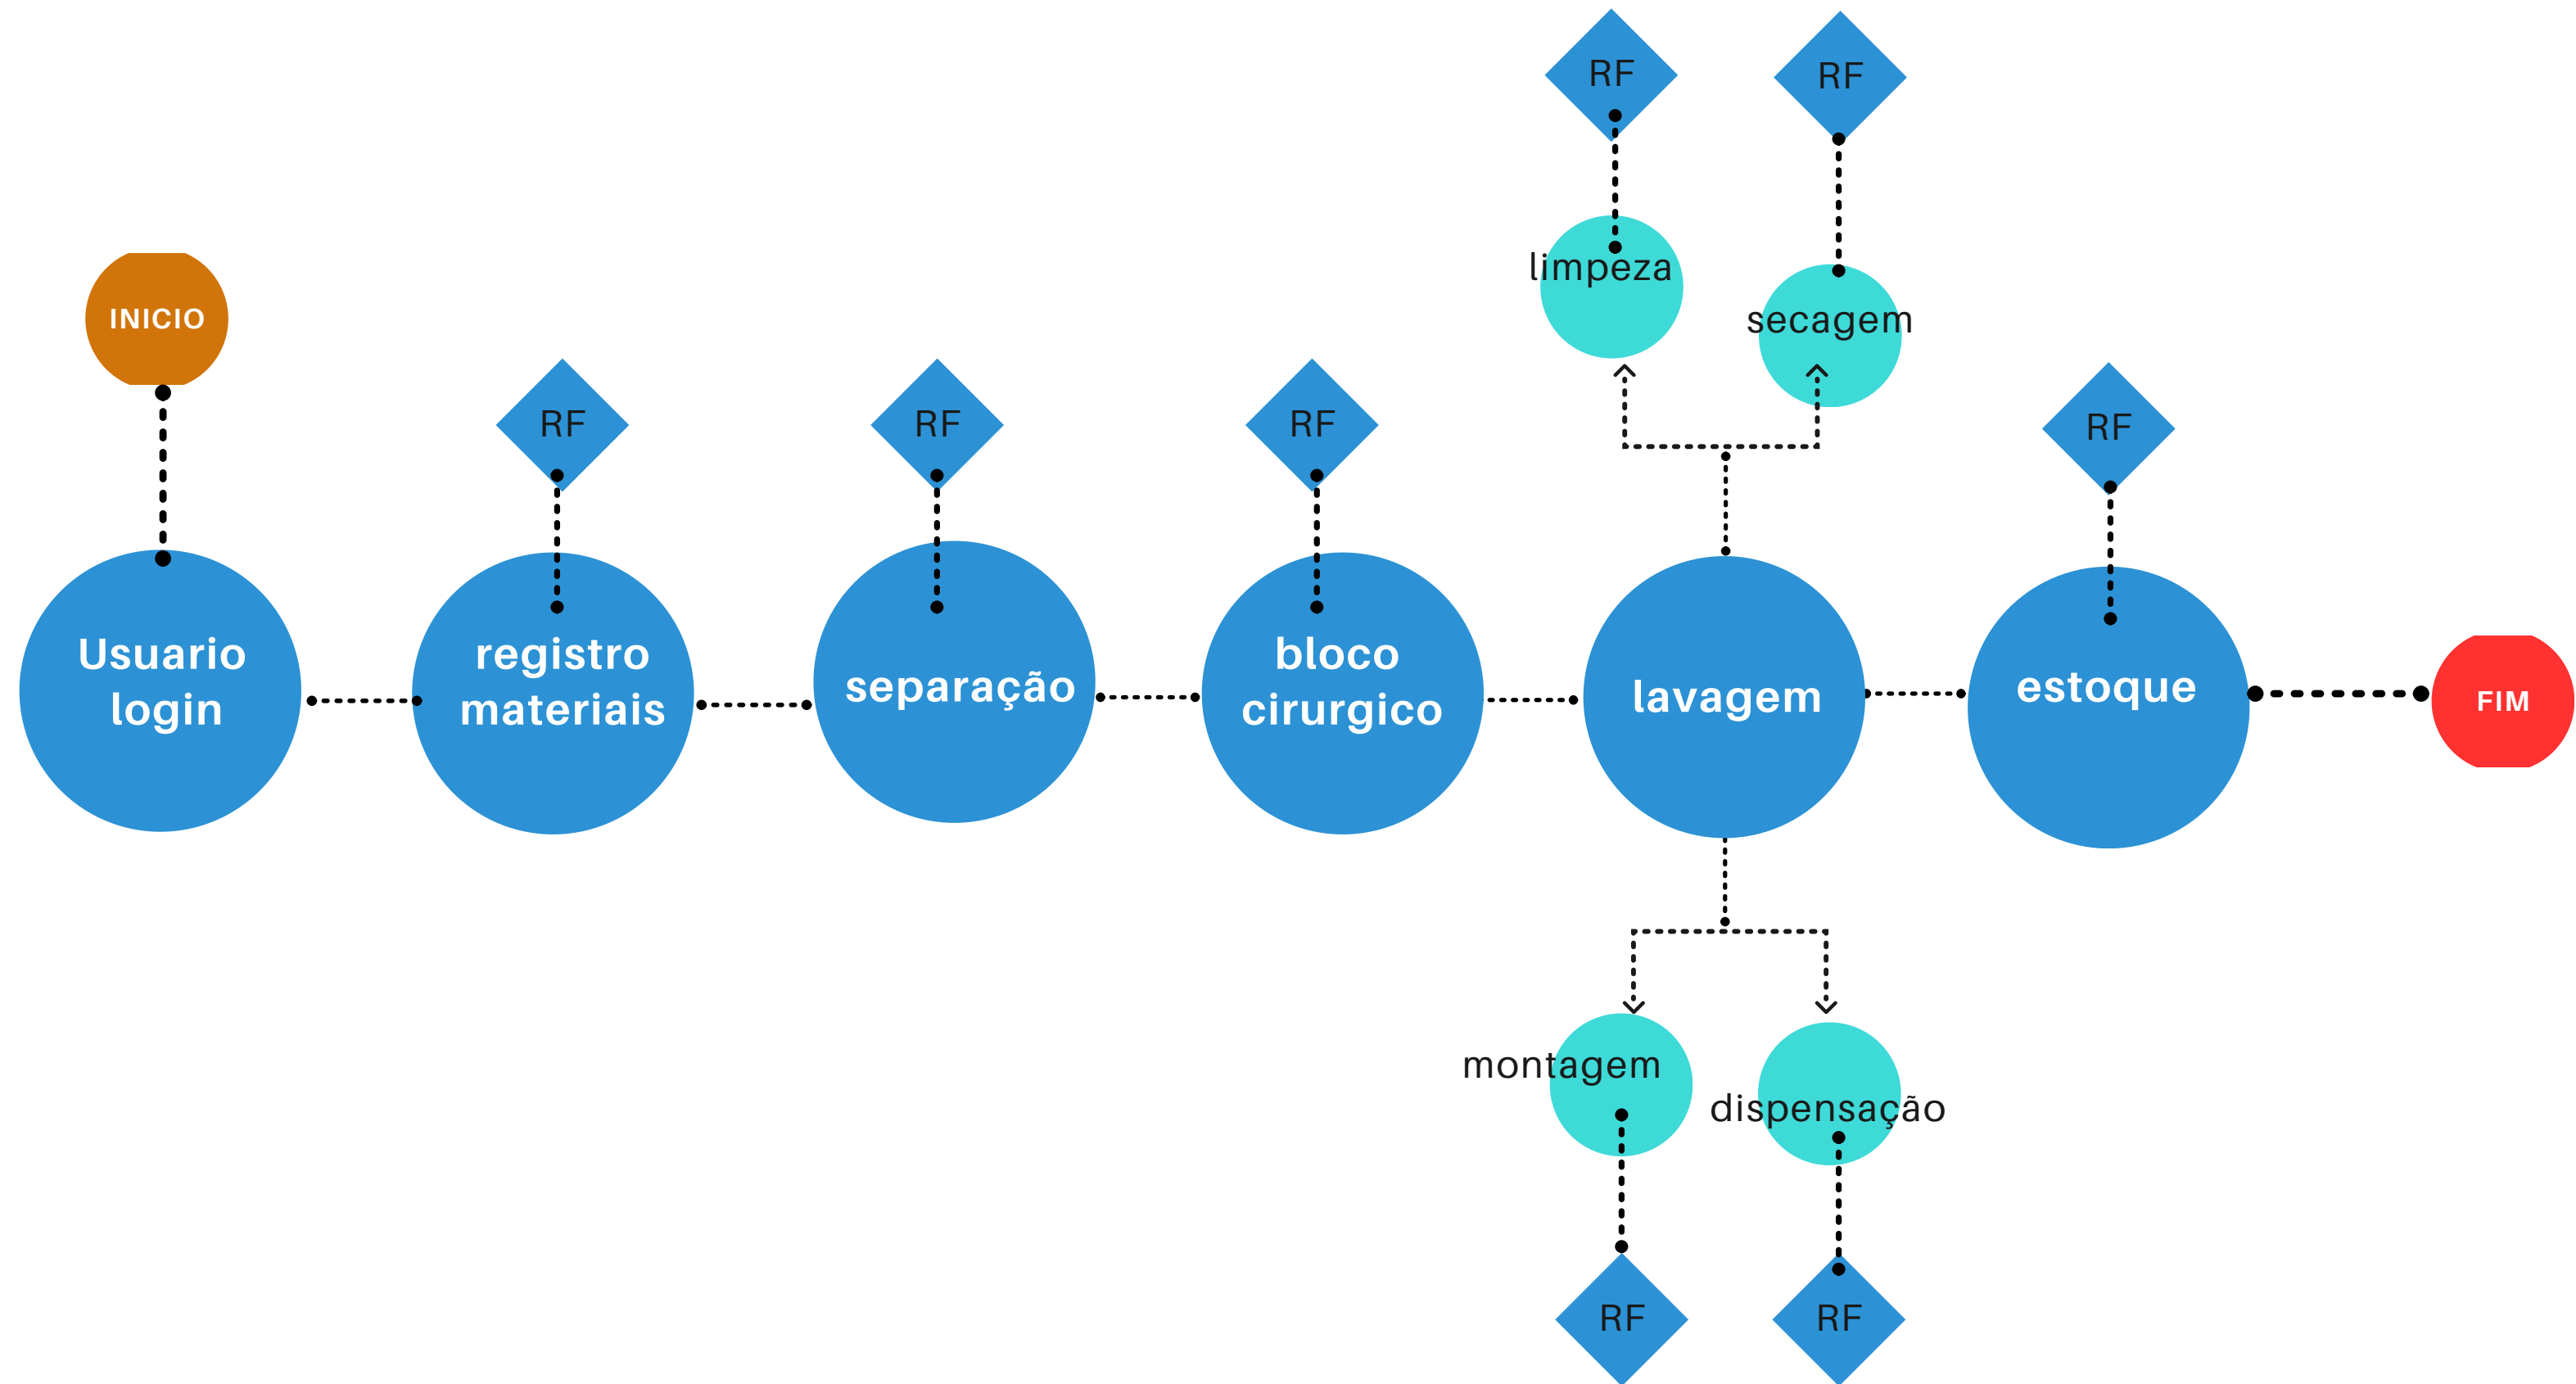 RF
RF
limpeza
secagem
INICIO
RF
RF
RF
RF
Usuario
login
registro
materiais
separação
bloco
cirurgico
lavagem
estoque
FIM
montagem
dispensação
RF
RF